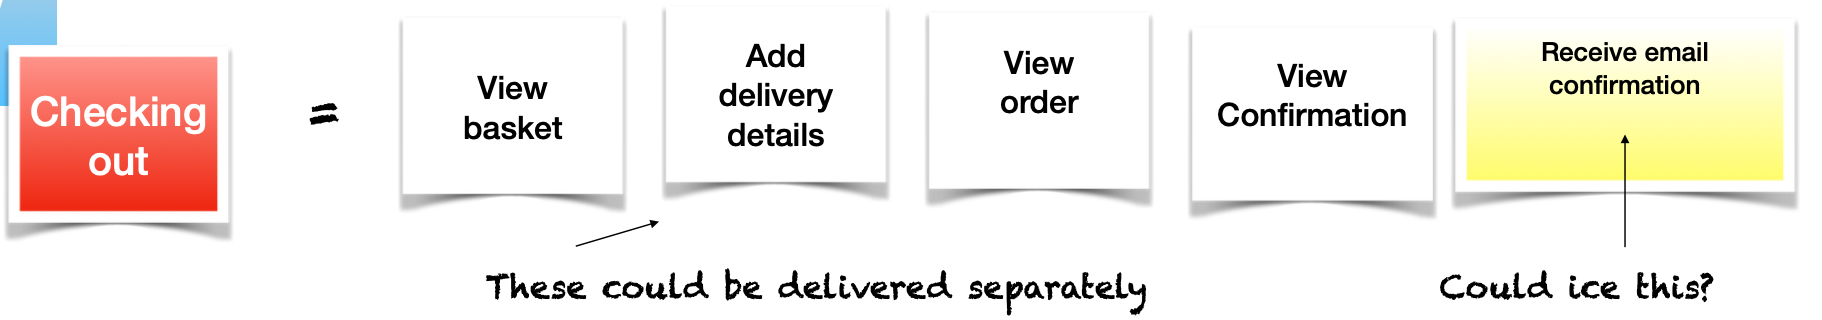 Checking
out
=
View
basket
Add
delivery
details
View
order
View
Confirmation
Receive email
confirmation
These could be delivered separately
Could ice this?